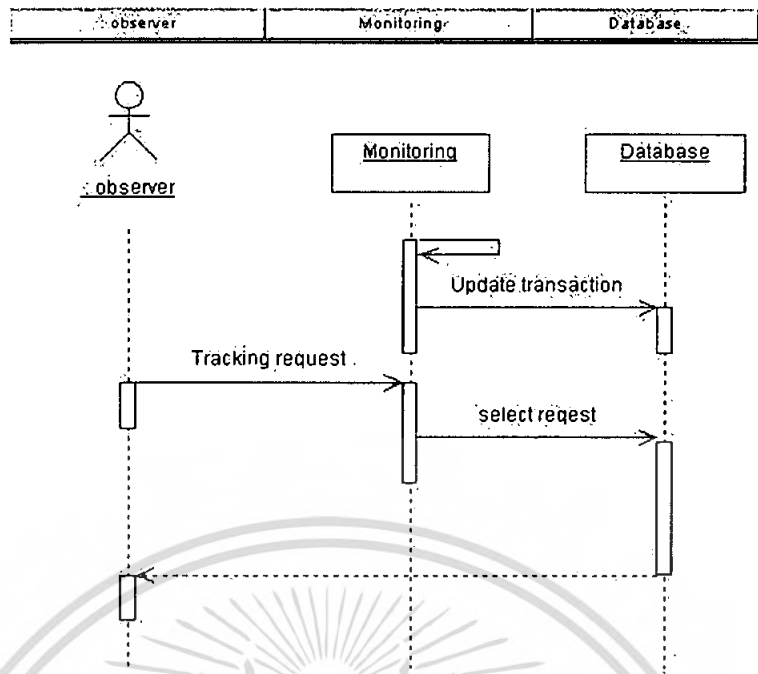 observer Monitoring Database
Monitoring Database
: observer
Update transaction
Tracking request
select reqest